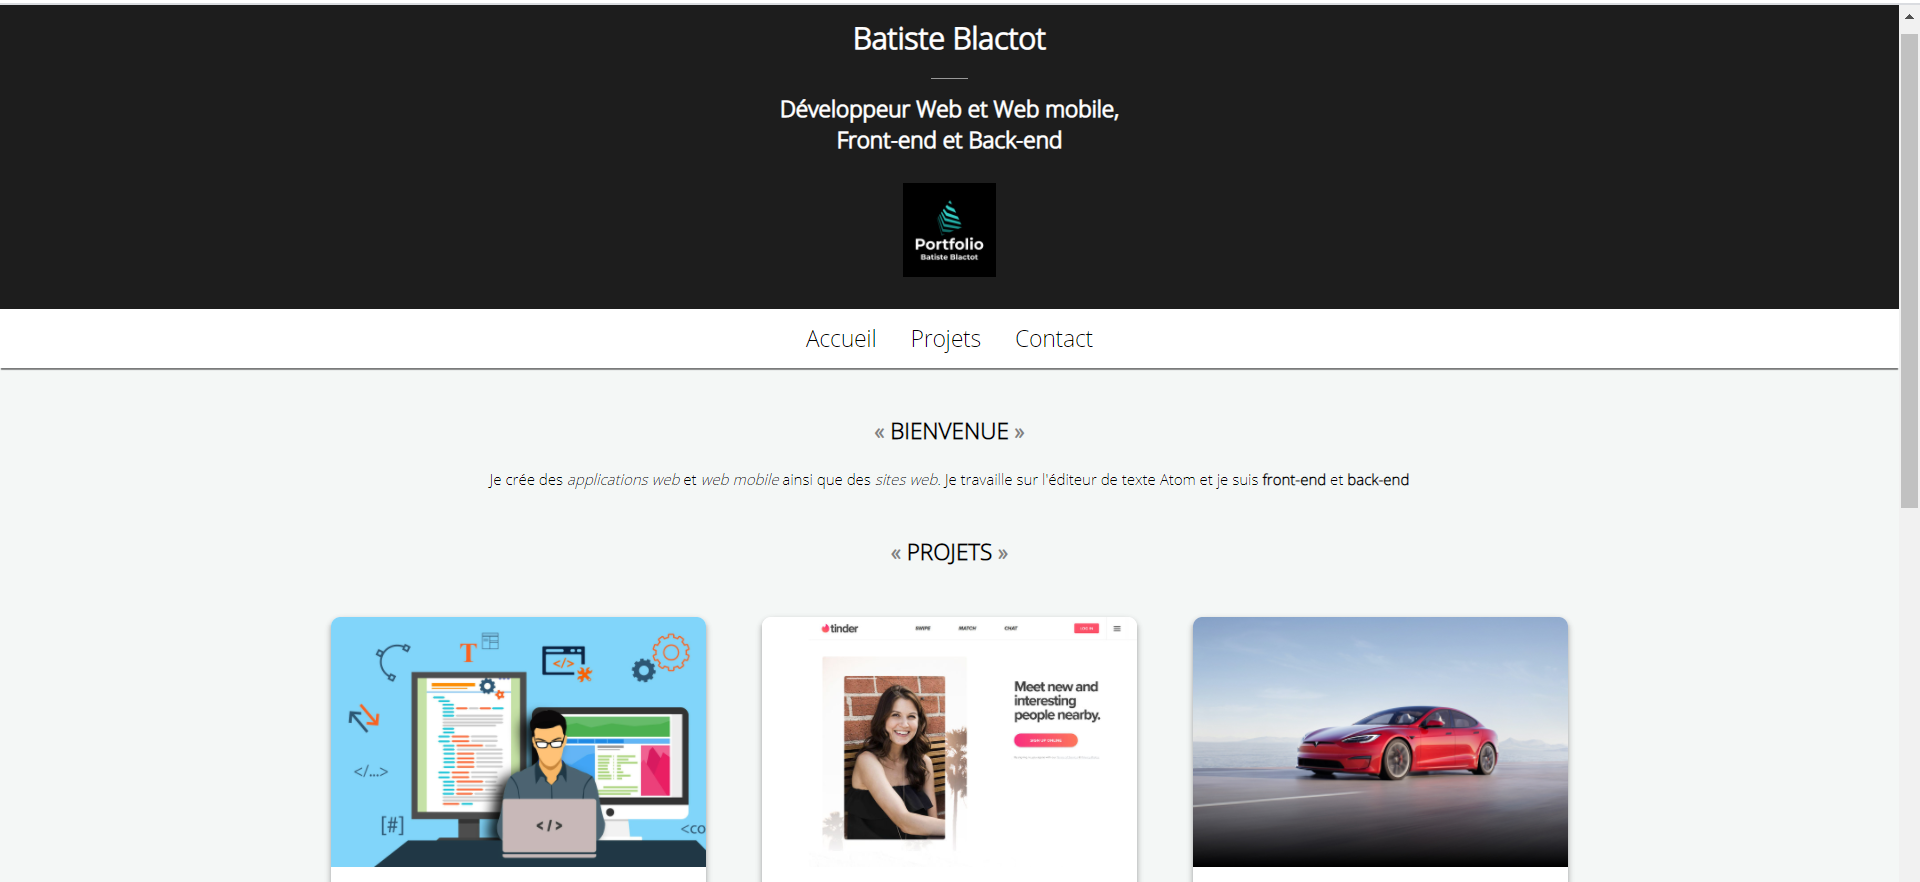 Batiste Blactot
Développeur Web et Web mobile,
Front-end et Back-end
Portfolio
Batiste Blactot
Accueil Projets Contact
« BIENVENUE »
Je crée des applications web et web mobile ainsi que des sites web. Je travaille sur l'éditeur de texte Atom et je suis front-end et back-end
« PROJETS »
T
</>
</...>
[#]
</>
<co
tinder
SWIPE MATCH CHAT LOG IN
Meet new and
interesting
people nearby.